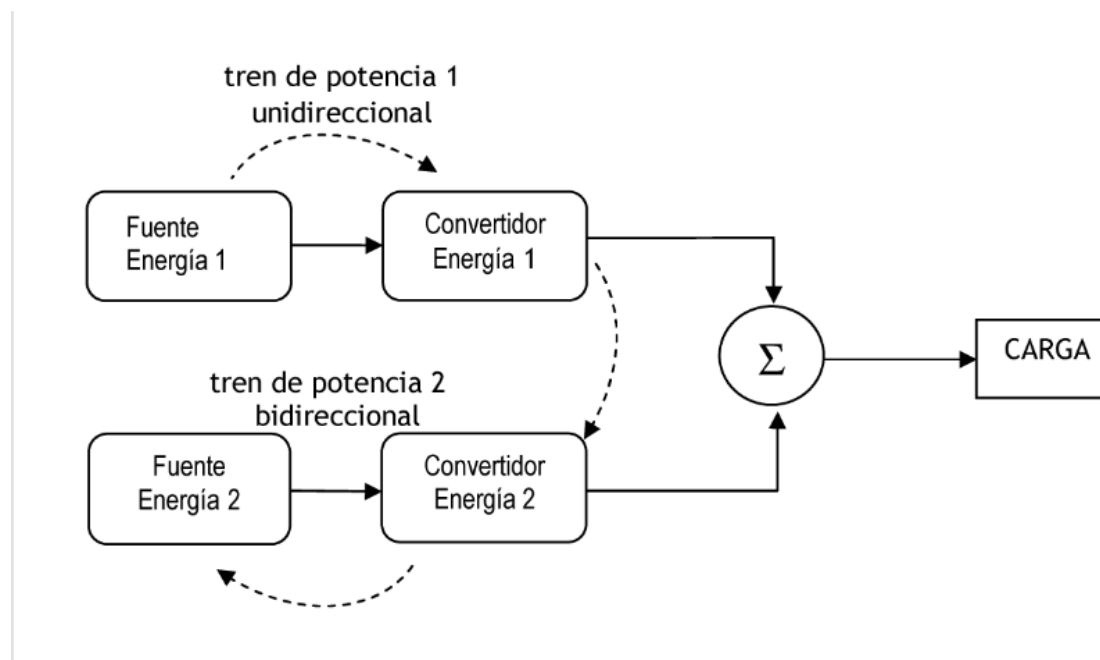 tren de potencia 1
unidireccional
Fuente
Energía 1
Convertidor
Energía 1
Σ
CARGA
tren de potencia 2
bidireccional
Fuente
Energía 2
Convertidor
Energía 2